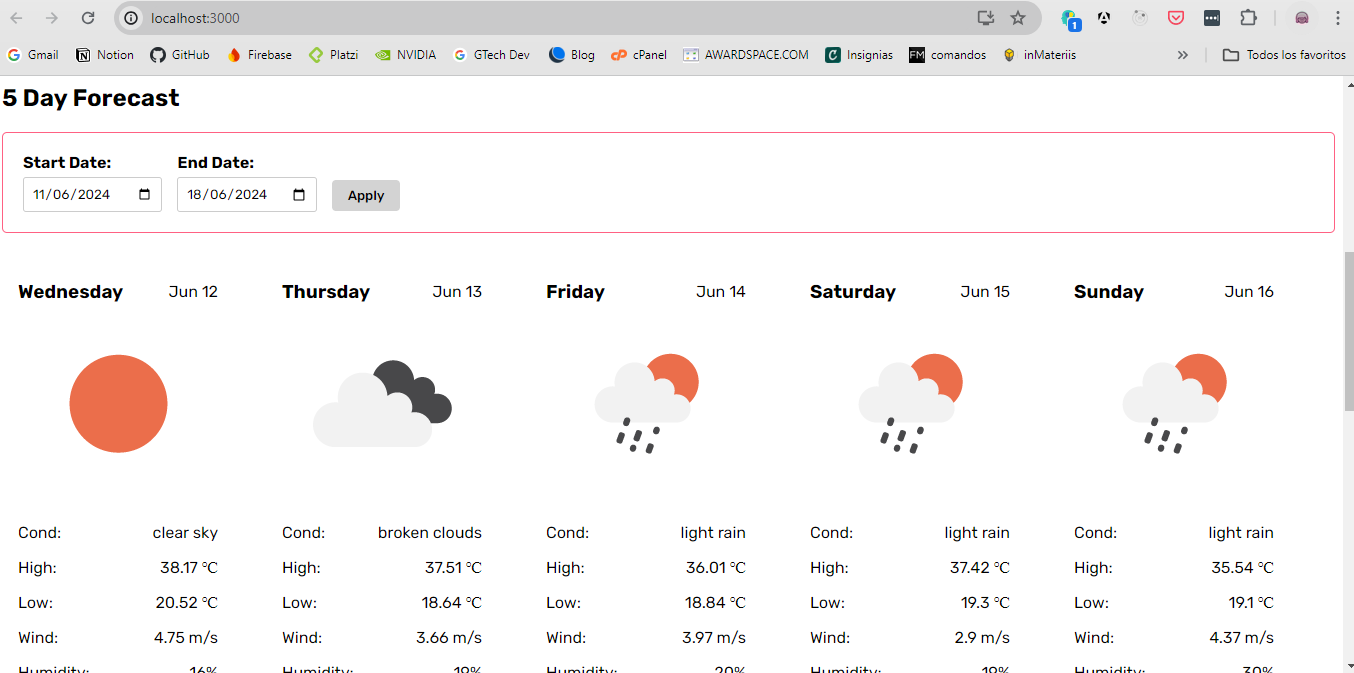 localhost:3000
1
Gmail Notion GitHub Firebase Platzi NVIDIA GTech Dev Blog cPanel AWARDSPACE.COM Insignias FM comandos inMateriis » Todos los favoritos
5 Day Forecast
Start Date: End Date:
11/06/2024 18/06/2024 Apply
Wednesday Jun 12 Thursday Jun 13 Friday Jun 14 Saturday Jun 15 Sunday Jun 16
Cond: clear sky Cond: broken clouds Cond: light rain Cond: light rain Cond: light rain
High: 38.17 °C High: 37.51 °C High: 36.01 °C High: 37.42 °C High: 35.54 °C
Low: 20.52 °C Low: 18.64 °C Low: 18.84 °C Low: 19.3 °C Low: 19.1 °C
Wind: 4.75 m/s Wind: 3.66 m/s Wind: 3.97 m/s Wind: 2.9 m/s Wind: 4.37 m/s
Humidity: 16% Humidity: 19% Humidity: 20% Humidity: 19% Humidity: 30%